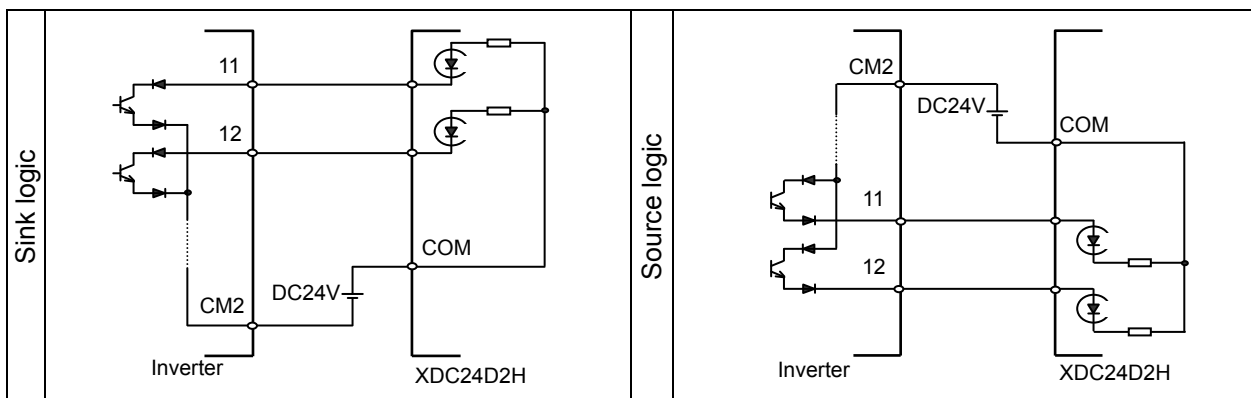 Sink logic
11
12
COM
DC24V
CM2
Inverter
XDC24D2H
Source logic
CM2
DC24V
COM
11
12
Inverter
XDC24D2H